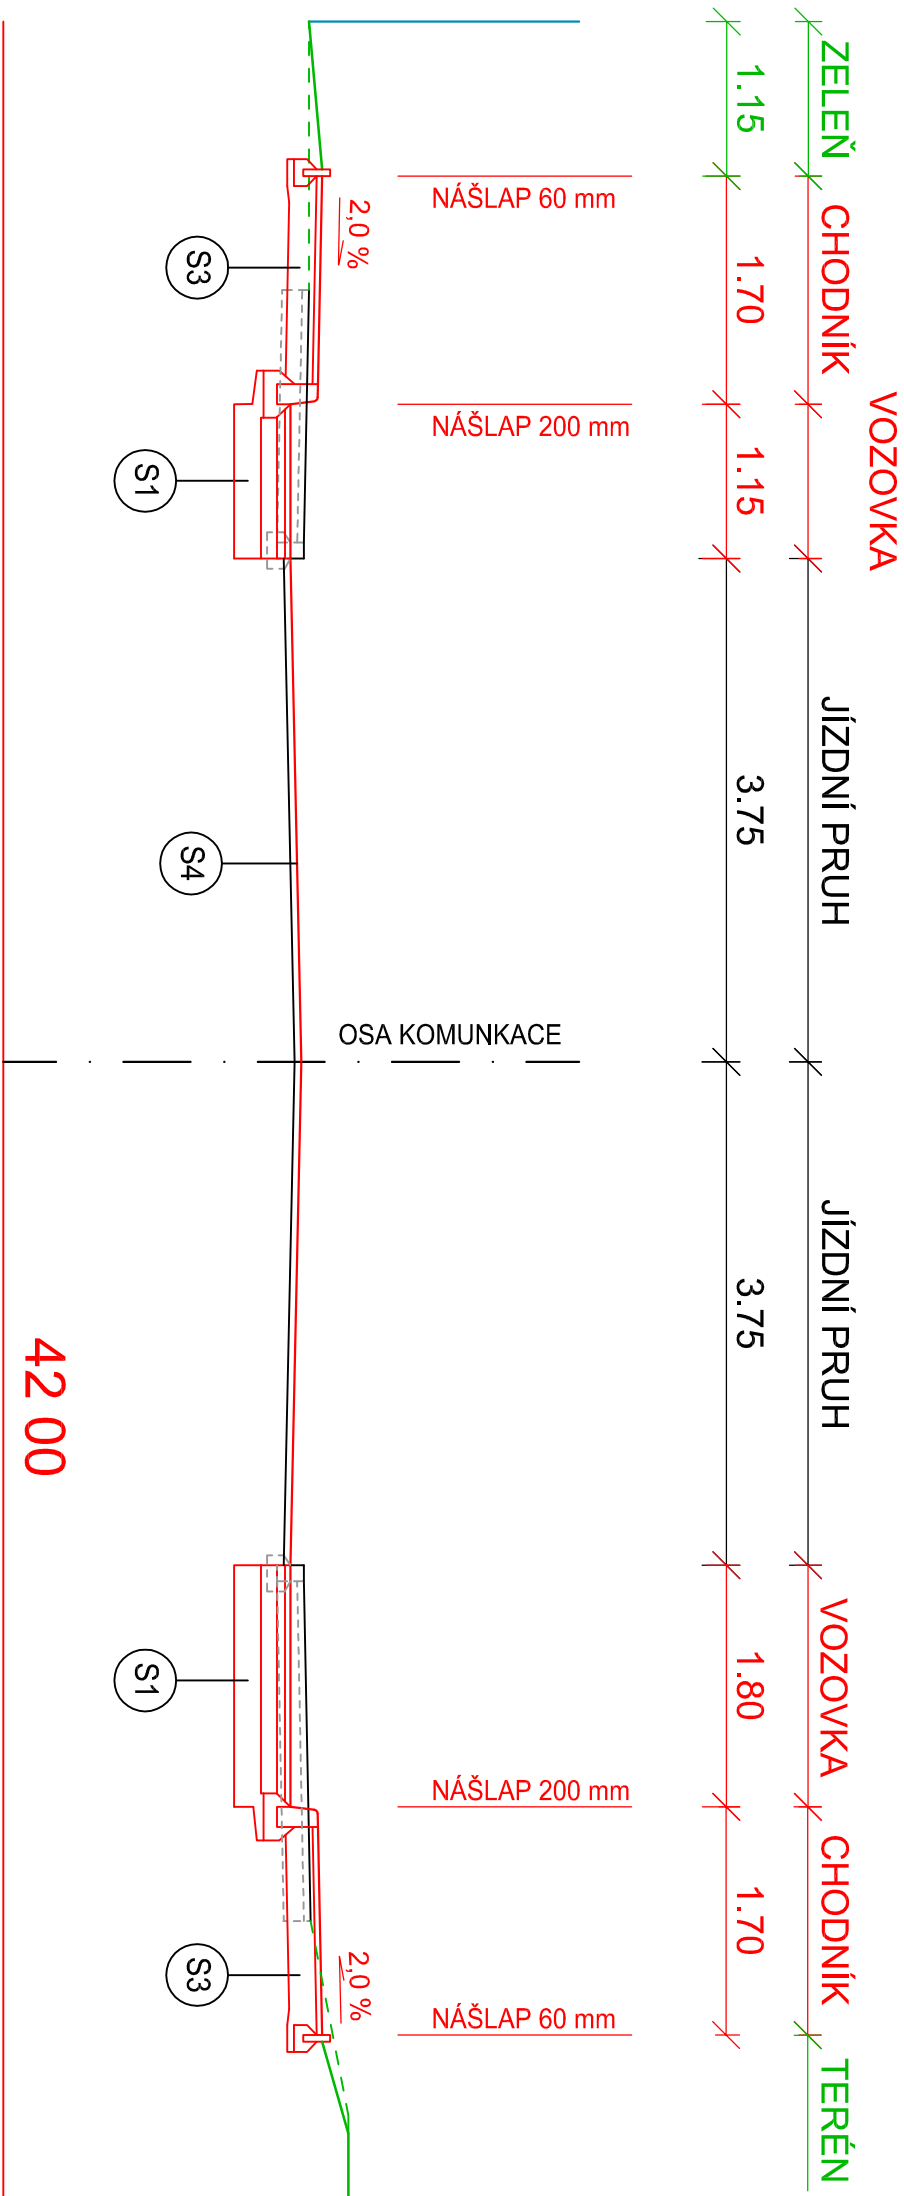 ZELEŇ
CHODNÍK
VOZOVKA
JÍZDNÍ PRUH
JÍZDNÍ PRUH
VOZOVKA
CHODNÍK
TERÉN
1.15
1.70
1.15
3.75
3.75
1.80
1.70
NÁŠLAP 60 mm
NÁŠLAP 200 mm
OSA KOMUNKACE
NÁŠLAP 200 mm
NÁŠLAP 60 mm
2,0 %
2,0 %
S3
S1
S4
S1
S3
42 00